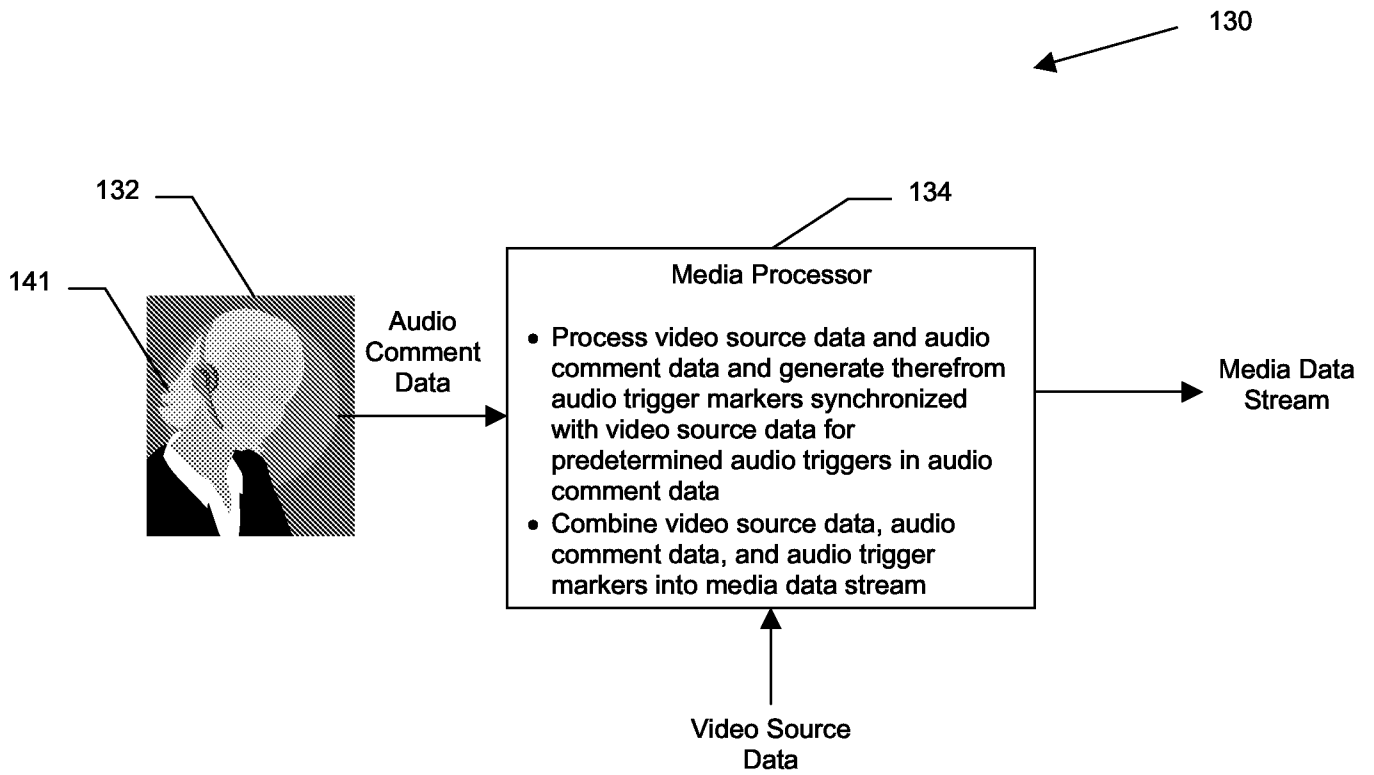 130
132
134
141
Audio
Comment
Data
Media Processor
• Process video source data and audio
comment data and generate therefrom
audio trigger markers synchronized
with video source data for
predetermined audio triggers in audio
comment data
• Combine video source data, audio
comment data, and audio trigger
markers into media data stream
Media Data
Stream
Video Source
Data